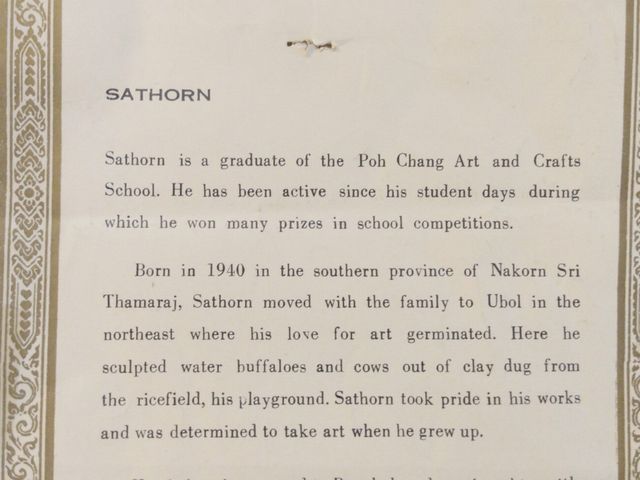 SATHORN
Sathorn is a graduate of the Poh Chang Art and Crafts
School. He has been active since his student days during
which he won many prizes in school competitions.
Born in 1940 in the southern province of Nakorn Sri
Thamaraj, Sathorn moved with the family to Ubol in the
northeast where his love for art germinated. Here he
sculpted water buffaloes and cows out of clay dug from
the ricefield, his playground. Sathorn took pride in his works
and was determined to take art when he grew up.